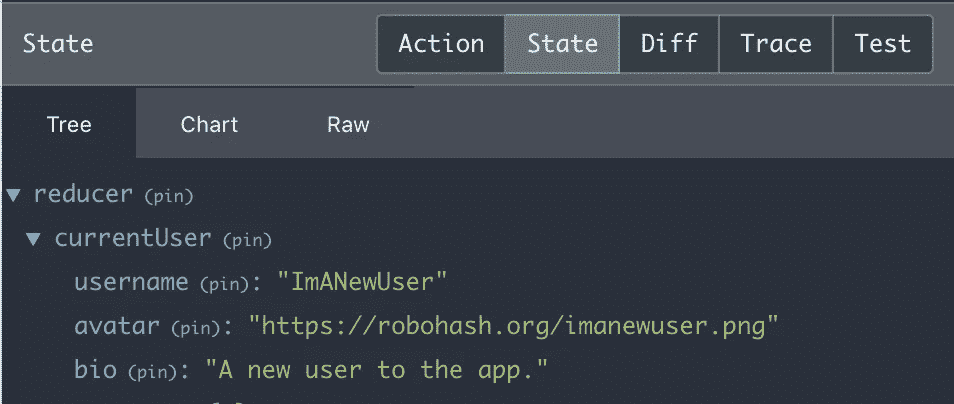 State Action State Diff Trace Test
Tree Chart Raw
reducer (pin)
currentUser (pin)
username (pin): "ImANewUser"
avatar (pin): "https://robohash.org/imanewuser.png"
bio (pin): "A new user to the app."